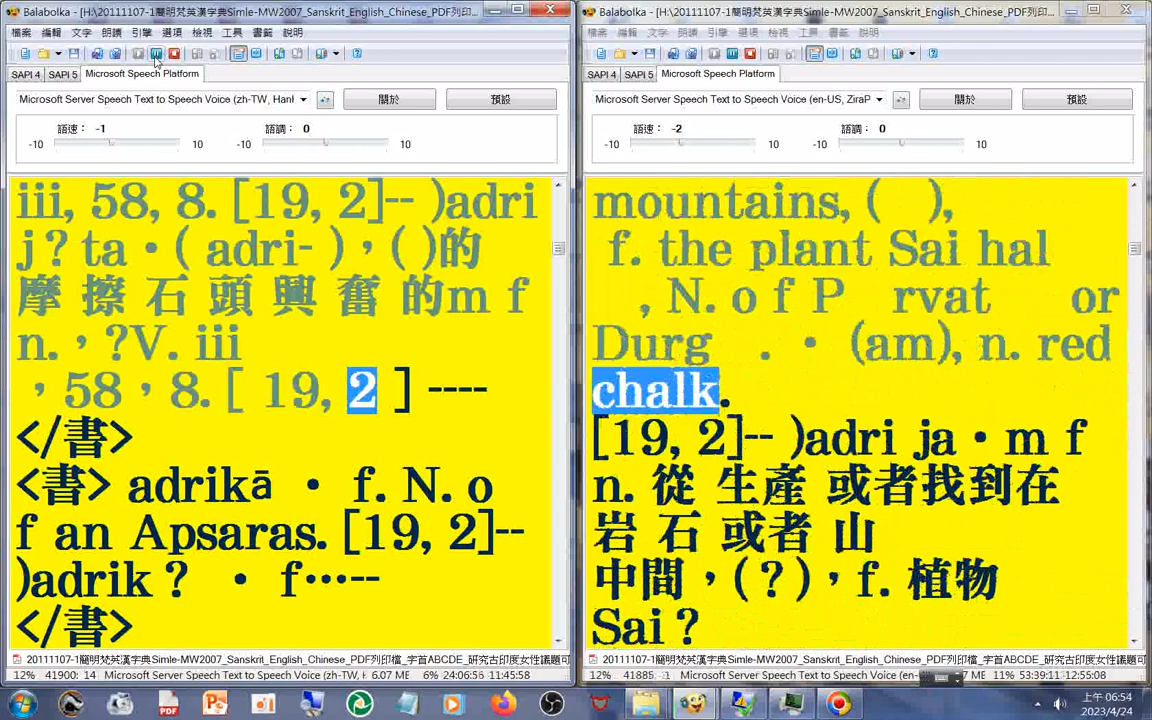 Balabolka - [H:\20111107-1簡明梵英漢字典Simle-MW2007_Sanskrit_English_Chinese_PDF列印...
檔案 編輯 文字 朗讀 引擎 選項 檢視 工具 書籤 說明
SAPI 4 SAPI 5 Microsoft Speech Platform
Microsoft Server Speech Text to Speech Voice (zh-TW, HanH
關於 預設
語速： -1 語調： 0
-10 10 -10 10
iii, 58, 8. [19, 2]-- )adri
j？ta・( adri- )，( )的
摩 擦 石 頭 興 奮 的m f
n.，?V. iii
，58，8. [ 19, 2 ] ----
</書>
<書> adrikā ・ f. N. o
f an Apsaras. [19, 2]--
)adrik？ ・ f…--
</書>
20111107-1簡明梵英漢字典Simle-MW2007_Sanskrit_English_Chinese_PDF列印檔_字首ABCDE_研究古印度女性議題可
12% 41900: 14 Microsoft Server Speech Text to Speech Voice (zh-TW, H 6.07 MB 6% 24:06:56 11:45:58
Balabolka - [H:\20111107-1簡明梵英漢字典Simle-MW2007_Sanskrit_English_Chinese_PDF列印...
檔案 編輯 文字 朗讀 引擎 選項 檢視 工具 書籤 說明
SAPI 4 SAPI 5 Microsoft Speech Platform
Microsoft Server Speech Text to Speech Voice (en-US, ZiraP
關於 預設
語速： -2 語調： 0
-10 10 -10 10
mountains, ( ),
f. the plant Sai hal
, N. o f P rvat or
Durg . ・ (am), n. red
chalk.
[19, 2]-- )adri ja・m f
n. 從 生產 或者找到在
岩 石 或者 山
中間，(？)，f. 植物
Sai？
20111107-1簡明梵英漢字典Simle-MW2007_Sanskrit_English_Chinese_PDF列印檔_字首ABCDE_研究古印度女性議題可
12% 41885: Microsoft Server Speech Text to Speech Voice 11% 53:39:11 12:55:08
上午 06:54
2023/4/24